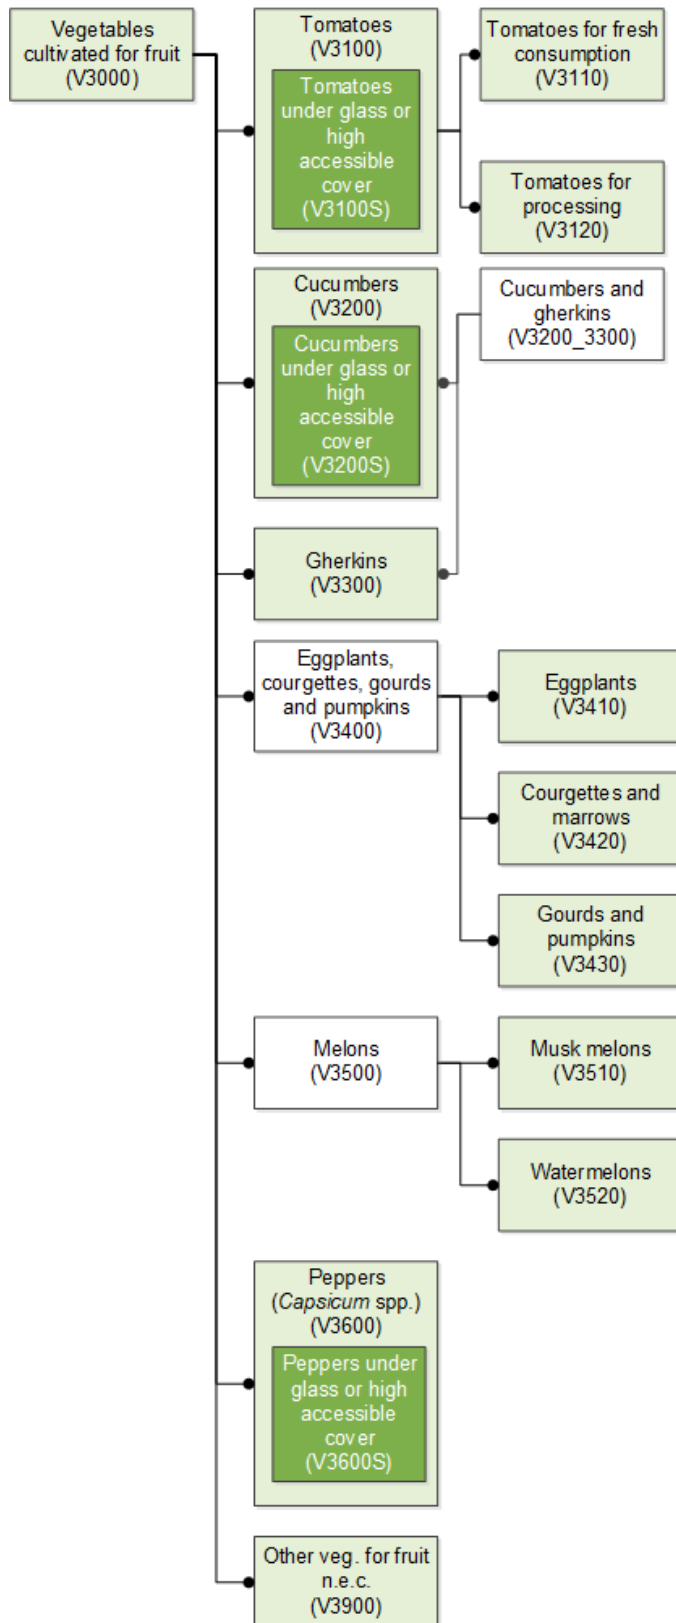 Vegetables
cultivated for fruit
(V3000)
Tomatoes
(V3100)
Tomatoes
under glass or
high
accessible
cover
(V3100S)
Tomatoes for fresh
consumption
(V3110)
Tomatoes for
processing
(V3120)
Cucumbers
(V3200)
Cucumbers
under glass or
high
accessible
cover
(V3200S)
Cucumbers and
gherkins
(V3200_3300)
Gherkins
(V3300)
Eggplants,
courgettes, gourds
and pumpkins
(V3400)
Eggplants
(V3410)
Courgettes and
marrows
(V3420)
Gourds and
pumpkins
(V3430)
Melons
(V3500)
Musk melons
(V3510)
Watermelons
(V3520)
Peppers
(Capsicum spp.)
(V3600)
Peppers under
glass or high
accessible
cover
(V3600S)
Other veg. for fruit
n.e.c.
(V3900)